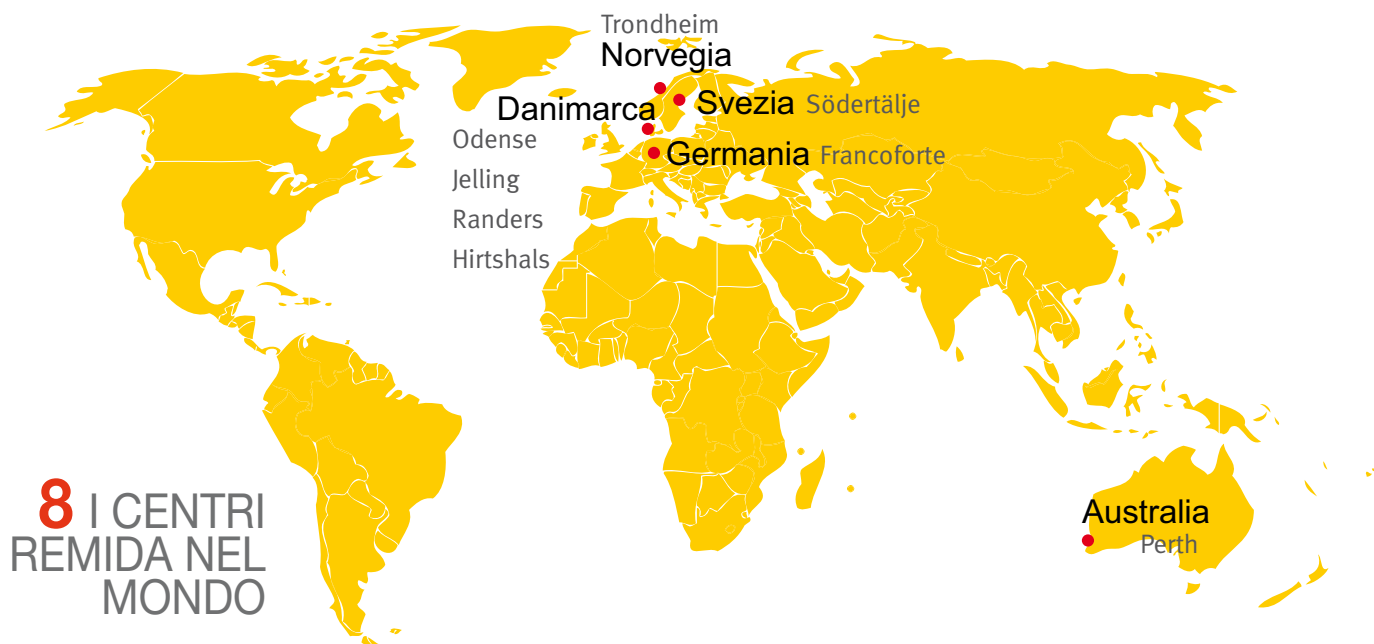 Trondheim
Norvegia
Danimarca
Svezia Södertälje
Odense
Germania Francoforte
Jelling
Randers
Hirtshals
8 I CENTRI
REMIDA NEL
MONDO
Australia
Perth